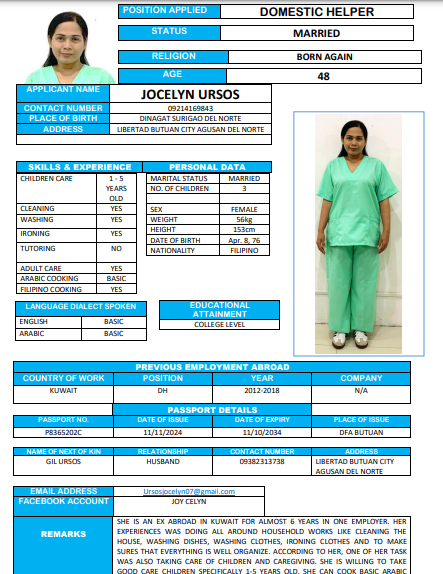 POSITION APPLIED DOMESTIC HELPER
STATUS MARRIED
RELIGION BORN AGAIN
AGE 48
APPLICANT NAME JOCELYN URSOS
CONTACT NUMBER 09214169843
PLACE OF BIRTH DINAGAT SURIGAO DEL NORTE
ADDRESS LIBERTAD BUTUAN CITY AGUSAN DEL NORTE
SKILLS & EXPERIENCE
CHILDREN CARE 1 - 5
YEARS
OLD
CLEANING YES
WASHING YES
IRONING YES
TUTORING NO
ADULT CARE YES
ARABIC COOKING BASIC
FILIPINO COOKING YES
PERSONAL DATA
MARITAL STATUS MARRIED
NO. OF CHILDREN 3
SEX FEMALE
WEIGHT 56kg
HEIGHT 153cm
DATE OF BIRTH Apr. 8, 76
NATIONALITY FILIPINO
LANGUAGE DIALECT SPOKEN
ENGLISH BASIC
ARABIC BASIC
EDUCATIONAL
ATTAINMENT
COLLEGE LEVEL
PREVIOUS EMPLOYMENT ABROAD
COUNTRY OF WORK POSITION YEAR COMPANY
KUWAIT DH 2012-2018 N/A
PASSPORT DETAILS
PASSPORT NO. DATE OF ISSUE DATE OF EXPIRY PLACE OF ISSUE
P8365202C 11/11/2024 11/10/2034 DFA BUTUAN
NAME OF NEXT OF KIN RELATIONSHIP CONTACT NUMBER ADDRESS
GIL URSOS HUSBAND 09382313738 LIBERTAD BUTUAN CITY
AGUSAN DEL NORTE
EMAIL ADDRESS Ursosjocelyn07@gmail.com
FACEBOOK ACCOUNT JOY CELYN
REMARKS
SHE IS AN EX ABROAD IN KUWAIT FOR ALMOST 6 YEARS IN ONE EMPLOYER. HER
EXPERIENCES WAS DOING ALL AROUND HOUSEHOLD WORKS LIKE CLEANING THE
HOUSE, WASHING DISHES, WASHING CLOTHES, IRONING CLOTHES AND TO MAKE
SURES THAT EVERYTHING IS WELL ORGANIZE. ACCORDING TO HER, ONE OF HER TASK
WAS ALSO TAKING CARE OF CHILDREN AND CAREGIVING. SHE IS WILLING TO TAKE
GOOD CARE CHILDREN SPECIFICALLY 1-5 YEARS OLD. SHE CAN COOK BASIC ARABIC